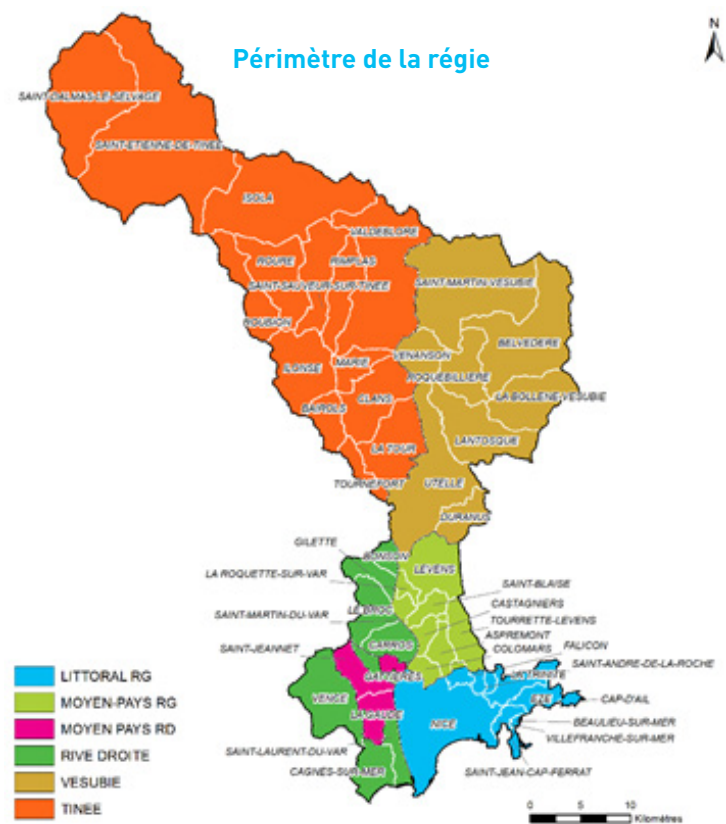 Périmètre de la régie
N
SAINT-DALMAS-LE-SELVAGE
SAINT-ETIENNE-DE-TINEE
ISOLA
VALDEBLORE
ROURE
RIMPLAS
SAINT-SAUVEUR-SUR-TINEE
SAINT-MARTIN-VESUBIE
ROUBION
BELVEDERE
VENANSON
MARIE
ILONSE
ROQUEBILLIERE
LA BOLLENE-VESUBIE
CLANS
BAIROLS
LANTOSQUE
LA TOUR
TOURNEFORT
UTELLE
DURANUS
GILETTE
BONSON
LEVENS
LA ROQUETTE-SUR-VAR
SAINT-BLAISE
LE BROC
CASTAGNIERS
SAINT-MARTIN-DU-VAR
TOURRETTE-LEVENS
ASPREMONT
CARROS
COLOMARS
FALICON
SAINT-JEANNET
SAINT-ANDRE-DE-LA-ROCHE
GATTIERES
LA TRINITE
VENCE
EZE
CAP-D'AIL
LA GAUDE
NICE
BEAULIEU-SUR-MER
VILLEFRANCHE-SUR-MER
SAINT-LAURENT-DU-VAR
CAGNES-SUR-MER
SAINT-JEAN-CAP-FERRAT
LITTORAL RG
MOYEN-PAYS RG
MOYEN PAYS RD
RIVE DROITE
VESUBIE
TINEE
0 5 10
Kilomètres